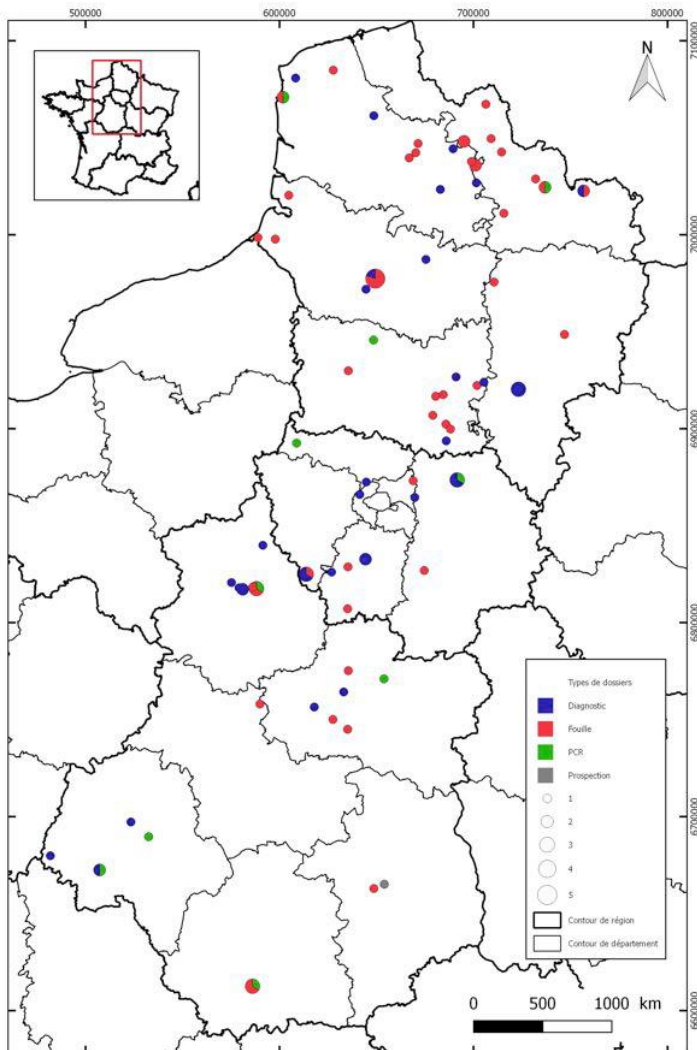 500000 600000 700000 800000
7100000
N
7000000
6900000
6800000
Types de dossiers
Diagnostic
Fouille
PCR
Prospection
1
2
3
4
5
Contour de région
Contour de département
6700000
6600000
0 500 1000 km